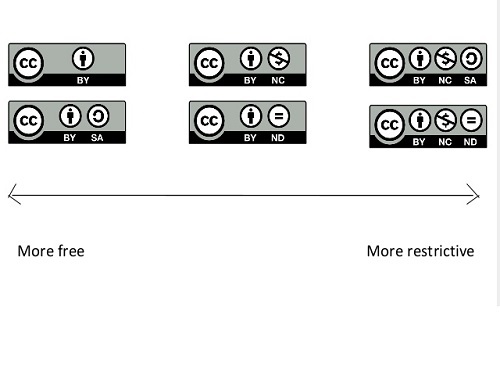 cc BY
cc BY NC
cc BY NC SA
cc BY SA
cc BY ND
cc BY NC ND
More free
More restrictive